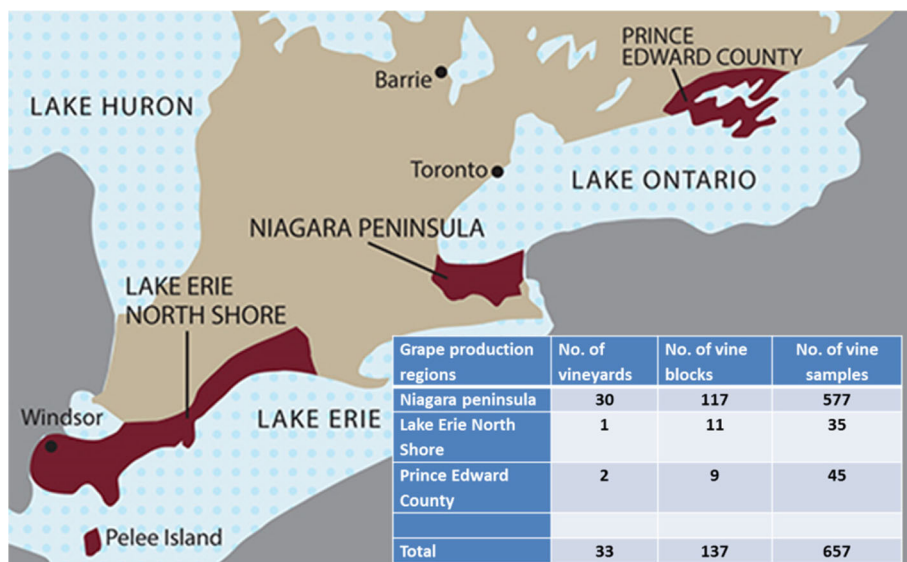 PRINCE
EDWARD COUNTY
Barrie
LAKE HURON
Toronto
LAKE ONTARIO
NIAGARA PENINSULA
LAKE ERIE
NORTH SHORE
Windsor
LAKE ERIE
Pelee Island
Grape production regions No. of vineyards No. of vine blocks No. of vine samples
Niagara peninsula 30 117 577
Lake Erie North Shore 1 11 35
Prince Edward County 2 9 45
Total 33 137 657